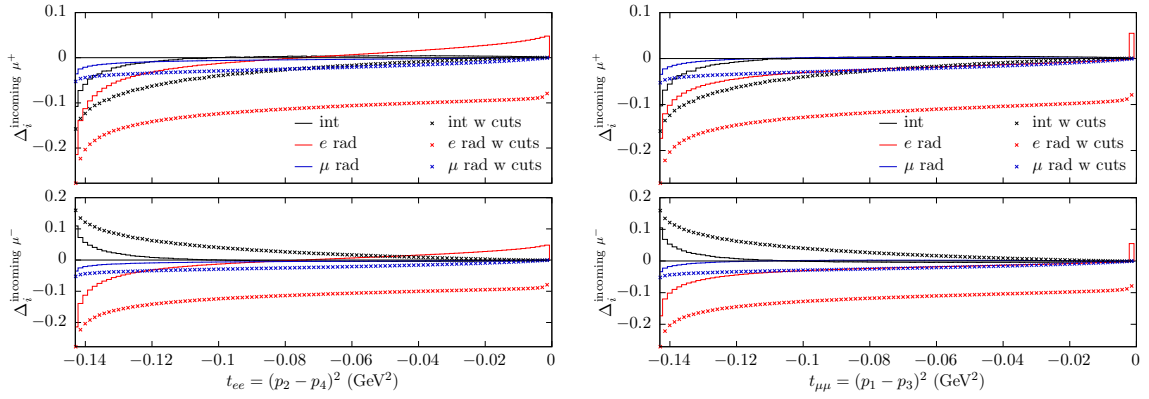 0.1
0
−0.1
−0.2
Δ_i^{incoming μ^+}
int
e rad
μ rad
int w cuts
e rad w cuts
μ rad w cuts
0.2
0.1
0
−0.1
−0.2
Δ_i^{incoming μ^−}
−0.14 −0.12 −0.1 −0.08 −0.06 −0.04 −0.02 0
t_{ee} = (p_2 − p_4)^2 (GeV^2)
0.1
0
−0.1
−0.2
Δ_i^{incoming μ^+}
int
e rad
μ rad
int w cuts
e rad w cuts
μ rad w cuts
0.2
0.1
0
−0.1
−0.2
Δ_i^{incoming μ^−}
−0.14 −0.12 −0.1 −0.08 −0.06 −0.04 −0.02 0
t_{μμ} = (p_1 − p_3)^2 (GeV^2)